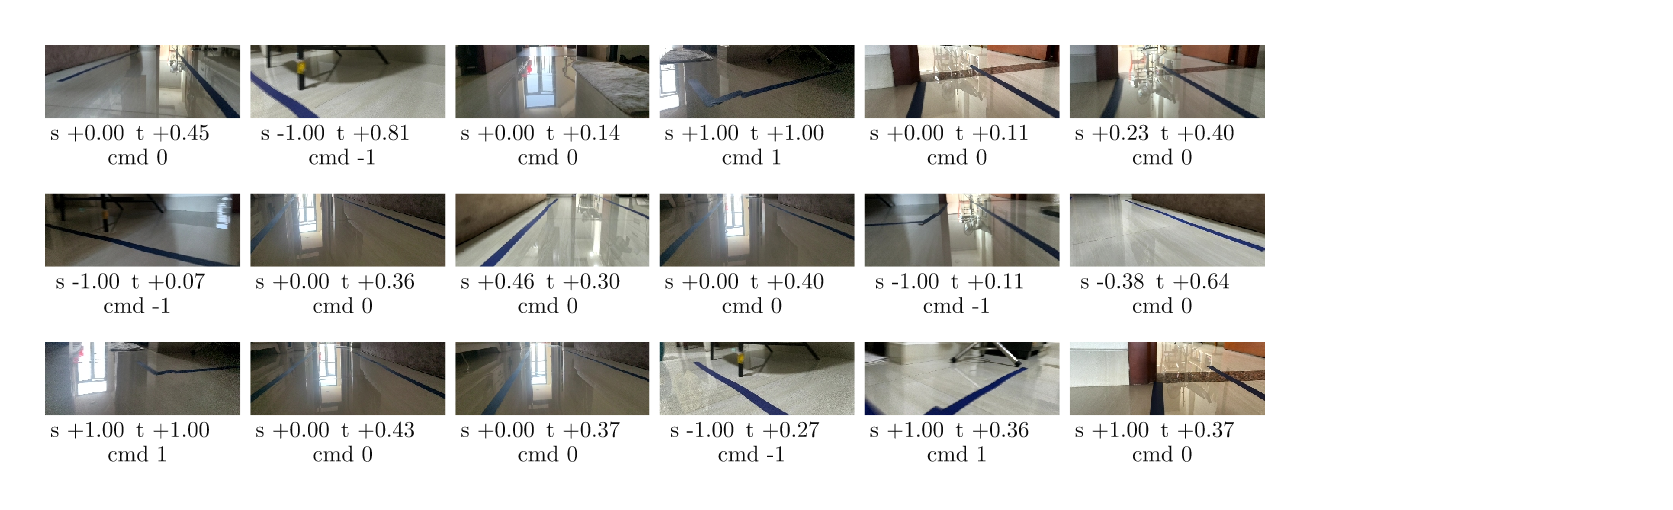 s +0.00 t +0.45 s -1.00 t +0.81 s +0.00 t +0.14 s +1.00 t +1.00 s +0.00 t +0.11 s +0.23 t +0.40
cmd 0 cmd -1 cmd 0 cmd 1 cmd 0 cmd 0
s -1.00 t +0.07 s +0.00 t +0.36 s +0.46 t +0.30 s +0.00 t +0.40 s -1.00 t +0.11 s -0.38 t +0.64
cmd -1 cmd 0 cmd 0 cmd 0 cmd -1 cmd 0
s +1.00 t +1.00 s +0.00 t +0.43 s +0.00 t +0.37 s -1.00 t +0.27 s +1.00 t +0.36 s +1.00 t +0.37
cmd 1 cmd 0 cmd 0 cmd -1 cmd 1 cmd 0